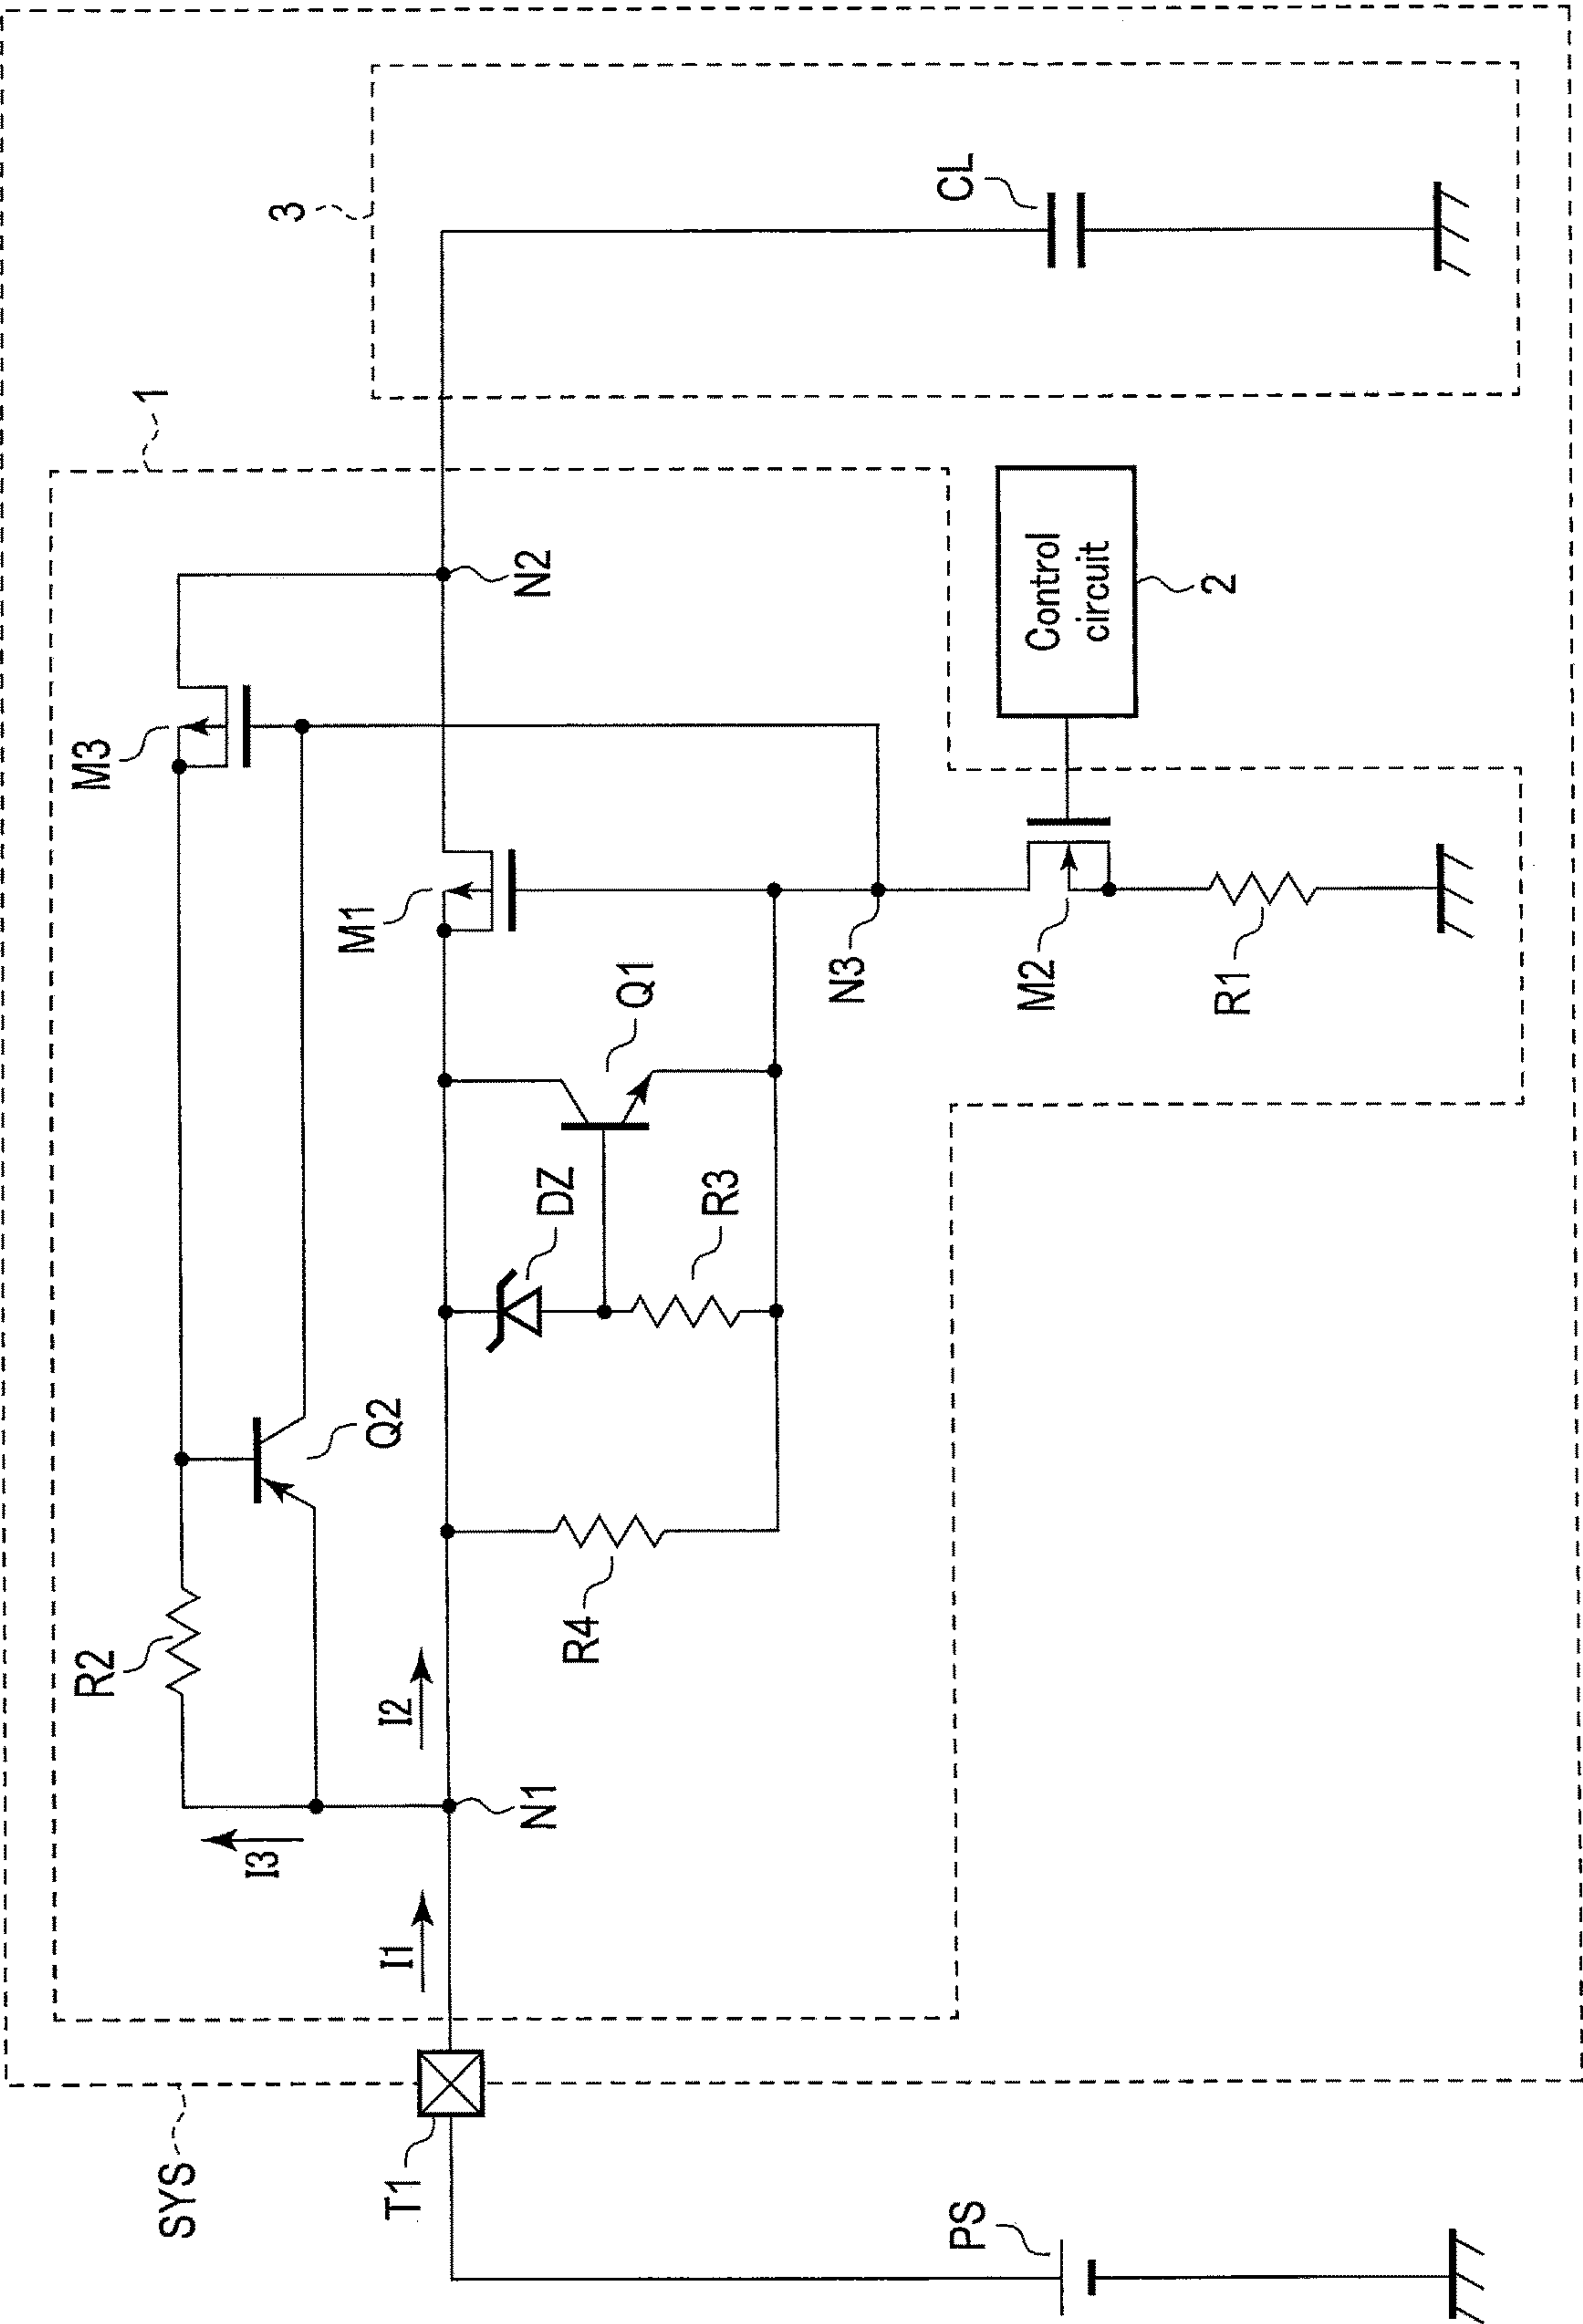 SYS
1
3
M3
R2
Q2
I3
M1
N2
CL
I1
I2
N1
DZ
Q1
T1
R4
R3
N3
Control
circuit
2
M2
R1
PS